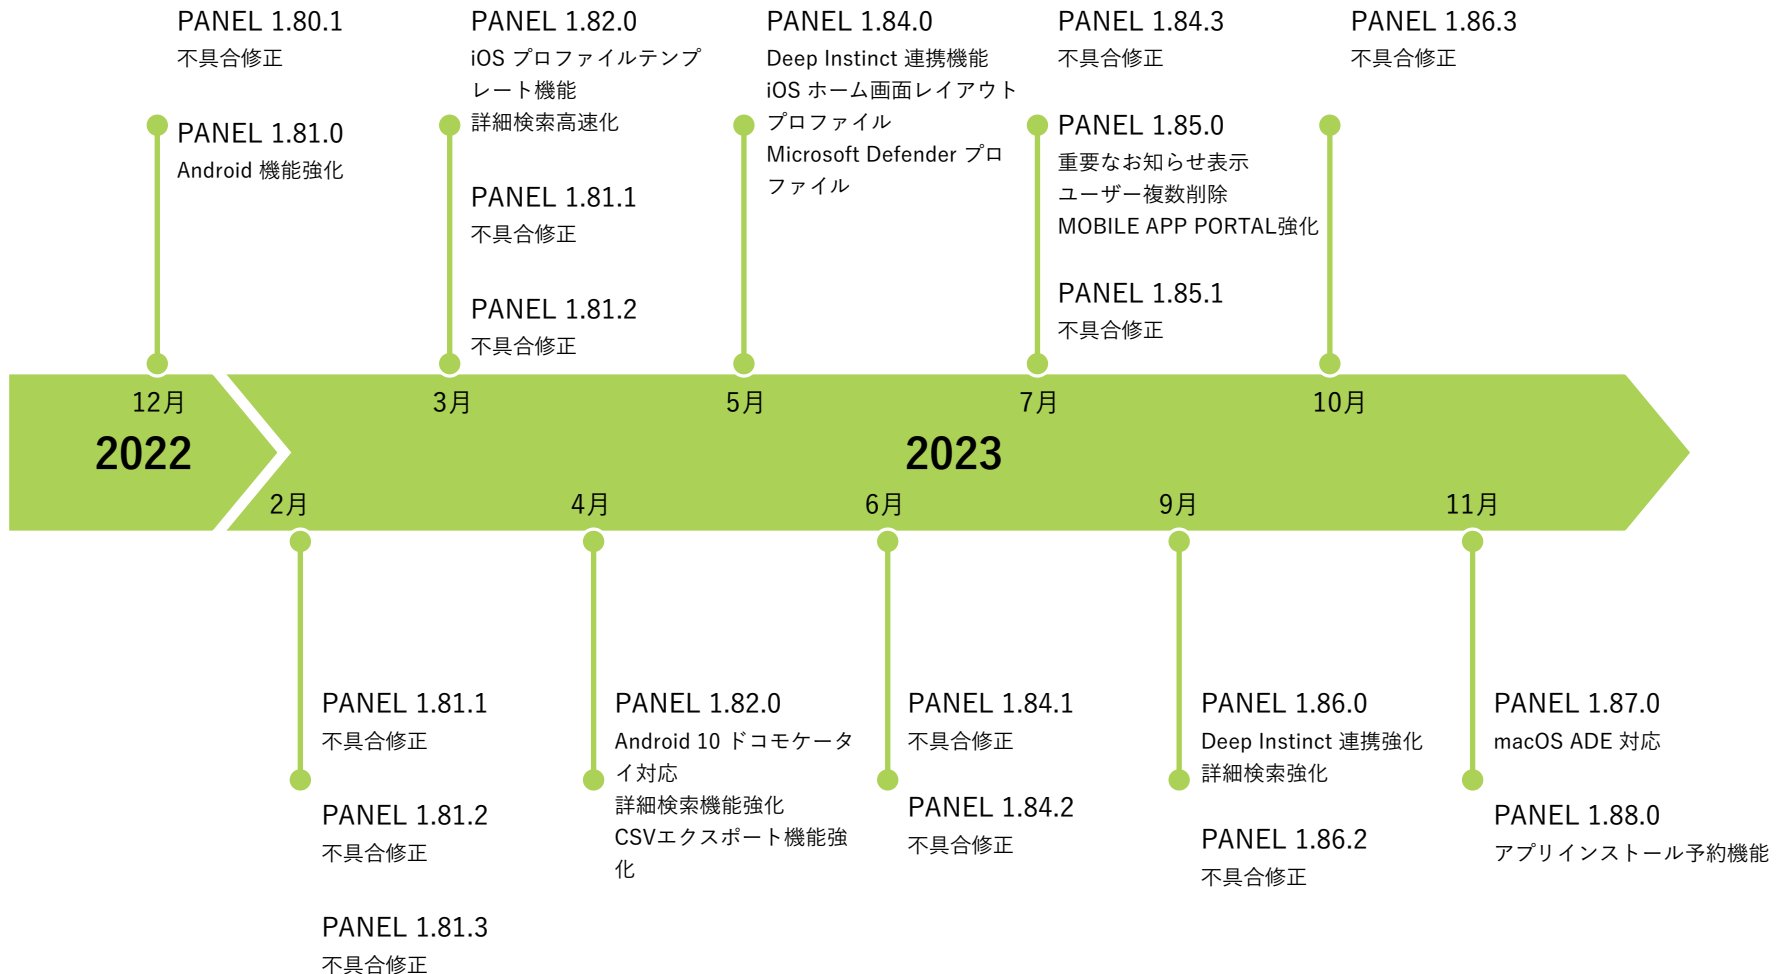 PANEL 1.80.1
不具合修正
PANEL 1.81.0
Android 機能強化
PANEL 1.82.0
iOS プロファイルテンプ
レート機能
詳細検索高速化
PANEL 1.81.1
不具合修正
PANEL 1.81.2
不具合修正
PANEL 1.84.0
Deep Instinct 連携機能
iOS ホーム画面レイアウト
プロファイル
Microsoft Defender プロ
ファイル
PANEL 1.84.3
不具合修正
PANEL 1.85.0
重要なお知らせ表示
ユーザー複数削除
MOBILE APP PORTAL強化
PANEL 1.85.1
不具合修正
PANEL 1.86.3
不具合修正
12月
3月
5月
7月
10月
2022
2023
2月
4月
6月
9月
11月
PANEL 1.81.1
不具合修正
PANEL 1.81.2
不具合修正
PANEL 1.81.3
不具合修正
PANEL 1.82.0
Android 10 ドコモケータ
イ対応
詳細検索機能強化
CSVエクスポート機能強
化
PANEL 1.84.1
不具合修正
PANEL 1.84.2
不具合修正
PANEL 1.86.0
Deep Instinct 連携強化
詳細検索強化
PANEL 1.86.2
不具合修正
PANEL 1.87.0
macOS ADE 対応
PANEL 1.88.0
アプリインストール予約機能